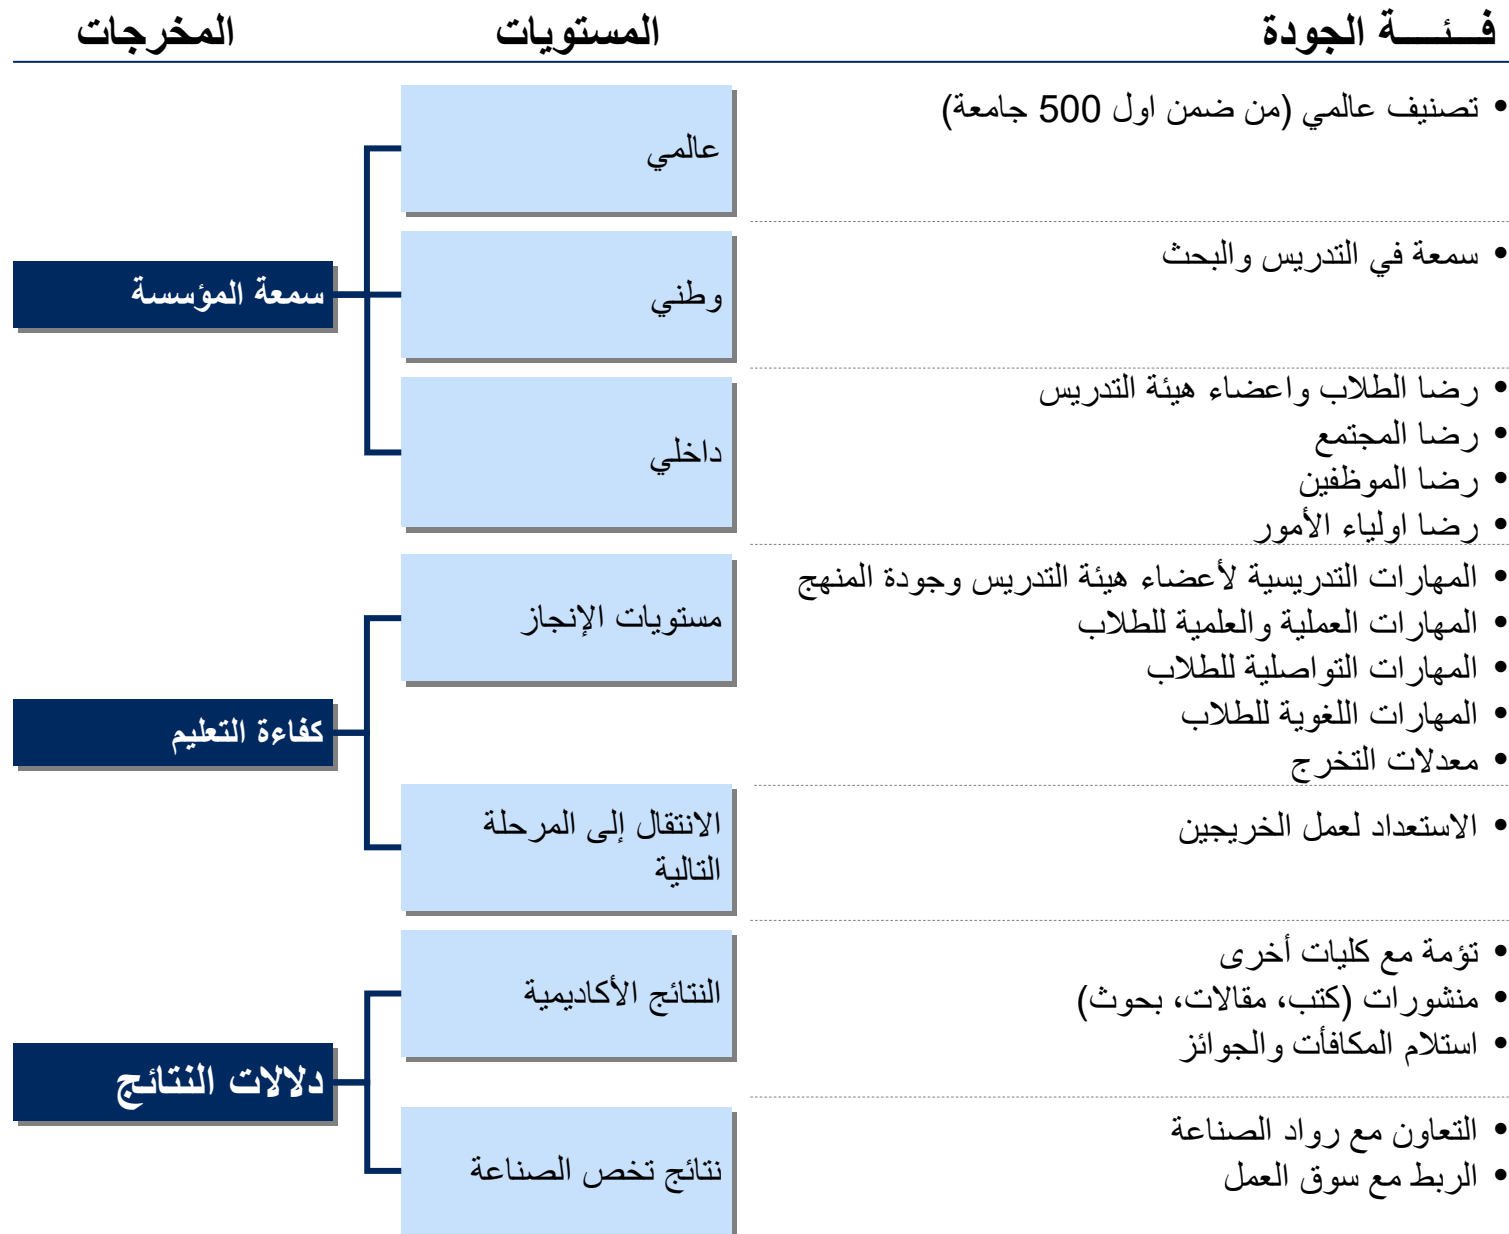 فـــئــــــة الجودة
المستويات
المخرجات
• تصنيف عالمي (من ضمن اول 500 جامعة)
عالمي
• سمعة في التدريس والبحث
وطني
سمعة المؤسسة
• رضا الطلاب واعضاء هيئة التدريس
• رضا المجتمع
• رضا الموظفين
• رضا اولياء الأمور
داخلي
• المهارات التدريسية لأعضاء هيئة التدريس وجودة المنهج
• المهارات العملية والعلمية للطلاب
• المهارات التواصلية للطلاب
• المهارات اللغوية للطلاب
• معدلات التخرج
مستويات الإنجاز
كفاءة التعليم
• الاستعداد لعمل الخريجين
الانتقال إلى المرحلة
التالية
• تؤمة مع كليات أخرى
• منشورات (كتب، مقالات، بحوث)
• استلام المكافأت والجوائز
النتائج الأكاديمية
دلالات النتائج
• التعاون مع رواد الصناعة
• الربط مع سوق العمل
نتائج تخص الصناعة